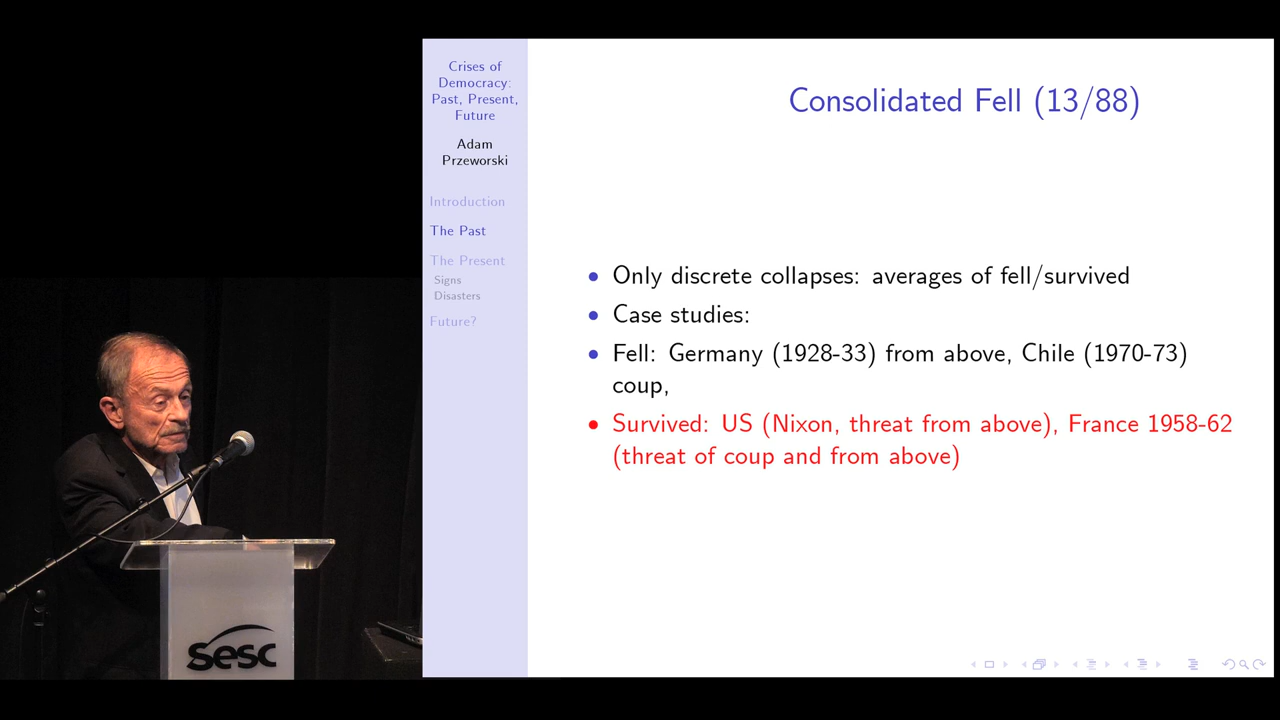 Crises of
Democracy:
Past, Present,
Future
Adam
Przeworski
Introduction
The Past
The Present
Signs
Disasters
Future?
Consolidated Fell (13/88)
• Only discrete collapses: averages of fell/survived
• Case studies:
• Fell: Germany (1928-33) from above, Chile (1970-73)
coup,
• Survived: US (Nixon, threat from above), France 1958-62
(threat of coup and from above)
sesc